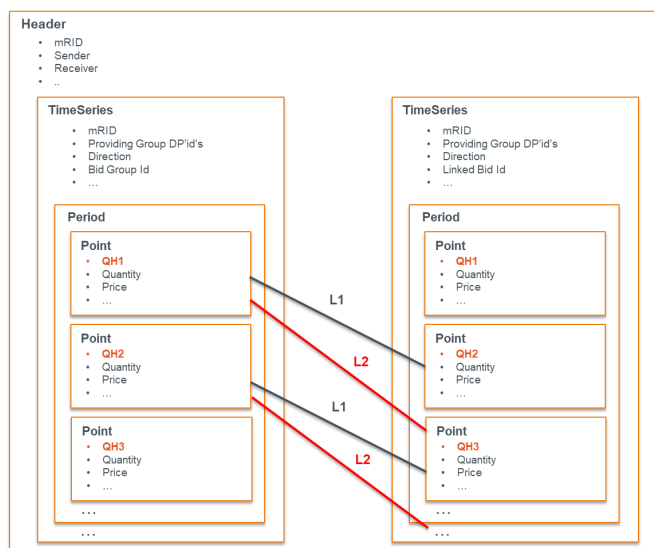 Header
• mRID
• Sender
• Receiver
• ..
TimeSeries
• mRID
• Providing Group DP'id's
• Direction
• Bid Group Id
• ...
Period
Point
• QH1
• Quantity
• Price
• ...
Point
• QH2
• Quantity
• Price
• ...
Point
• QH3
• Quantity
• Price
• ...
...
...
L1
L2
L1
L2
TimeSeries
• mRID
• Providing Group DP'id's
• Direction
• Linked Bid Id
• ...
Period
Point
• QH1
• Quantity
• Price
• ...
Point
• QH2
• Quantity
• Price
• ...
Point
• QH3
• Quantity
• Price
• ...
...
...